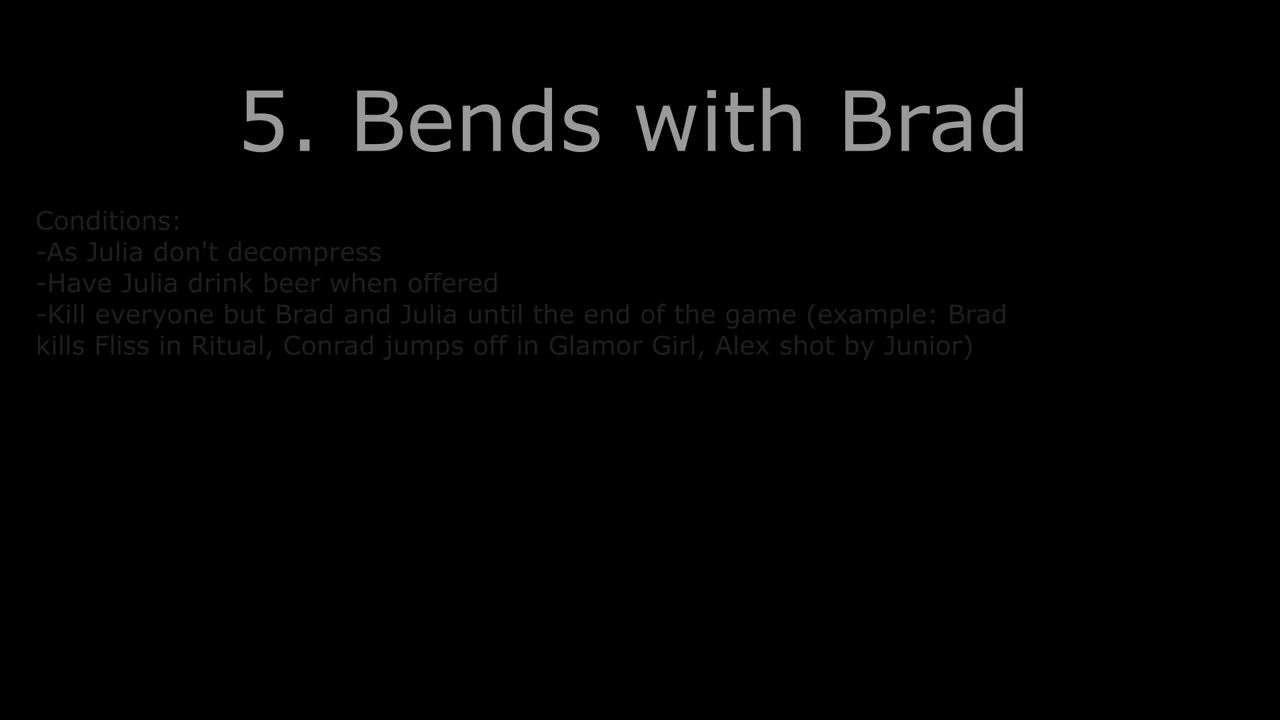 5. Bends with Brad
Conditions:
-As Julia don't decompress
-Have Julia drink beer when offered
-Kill everyone but Brad and Julia until the end of the game (example: Brad
kills Fliss in Ritual, Conrad jumps off in Glamor Girl, Alex shot by Junior)